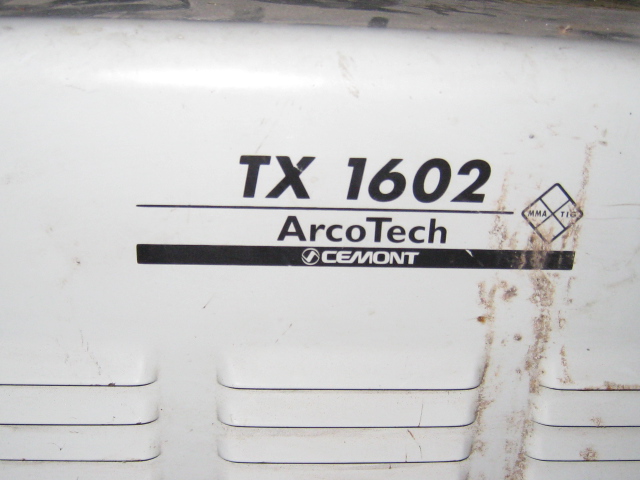 TX 1602
MMA TIG
ArcoTech
CEMONT